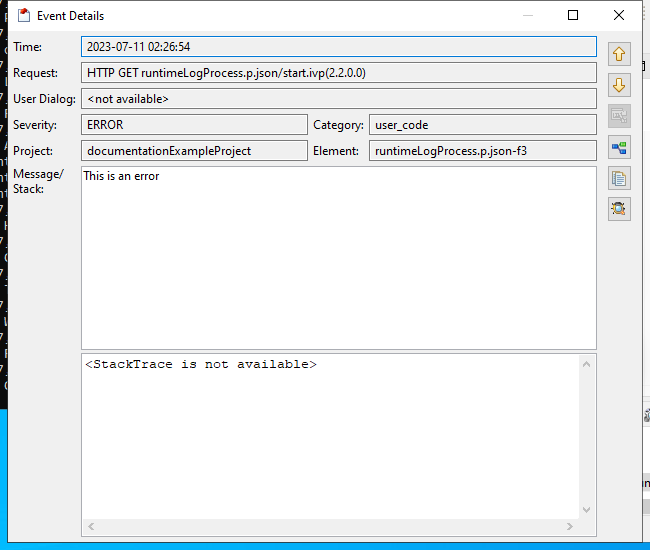 Event Details
Time: 2023-07-11 02:26:54
Request: HTTP GET runtimeLogProcess.p.json/start.ivp(2.2.0.0)
User Dialog: <not available>
Severity: ERROR Category: user_code
Project: documentationExampleProject Element: runtimeLogProcess.p.json-f3
Message/ This is an error
Stack:
<StackTrace is not available>